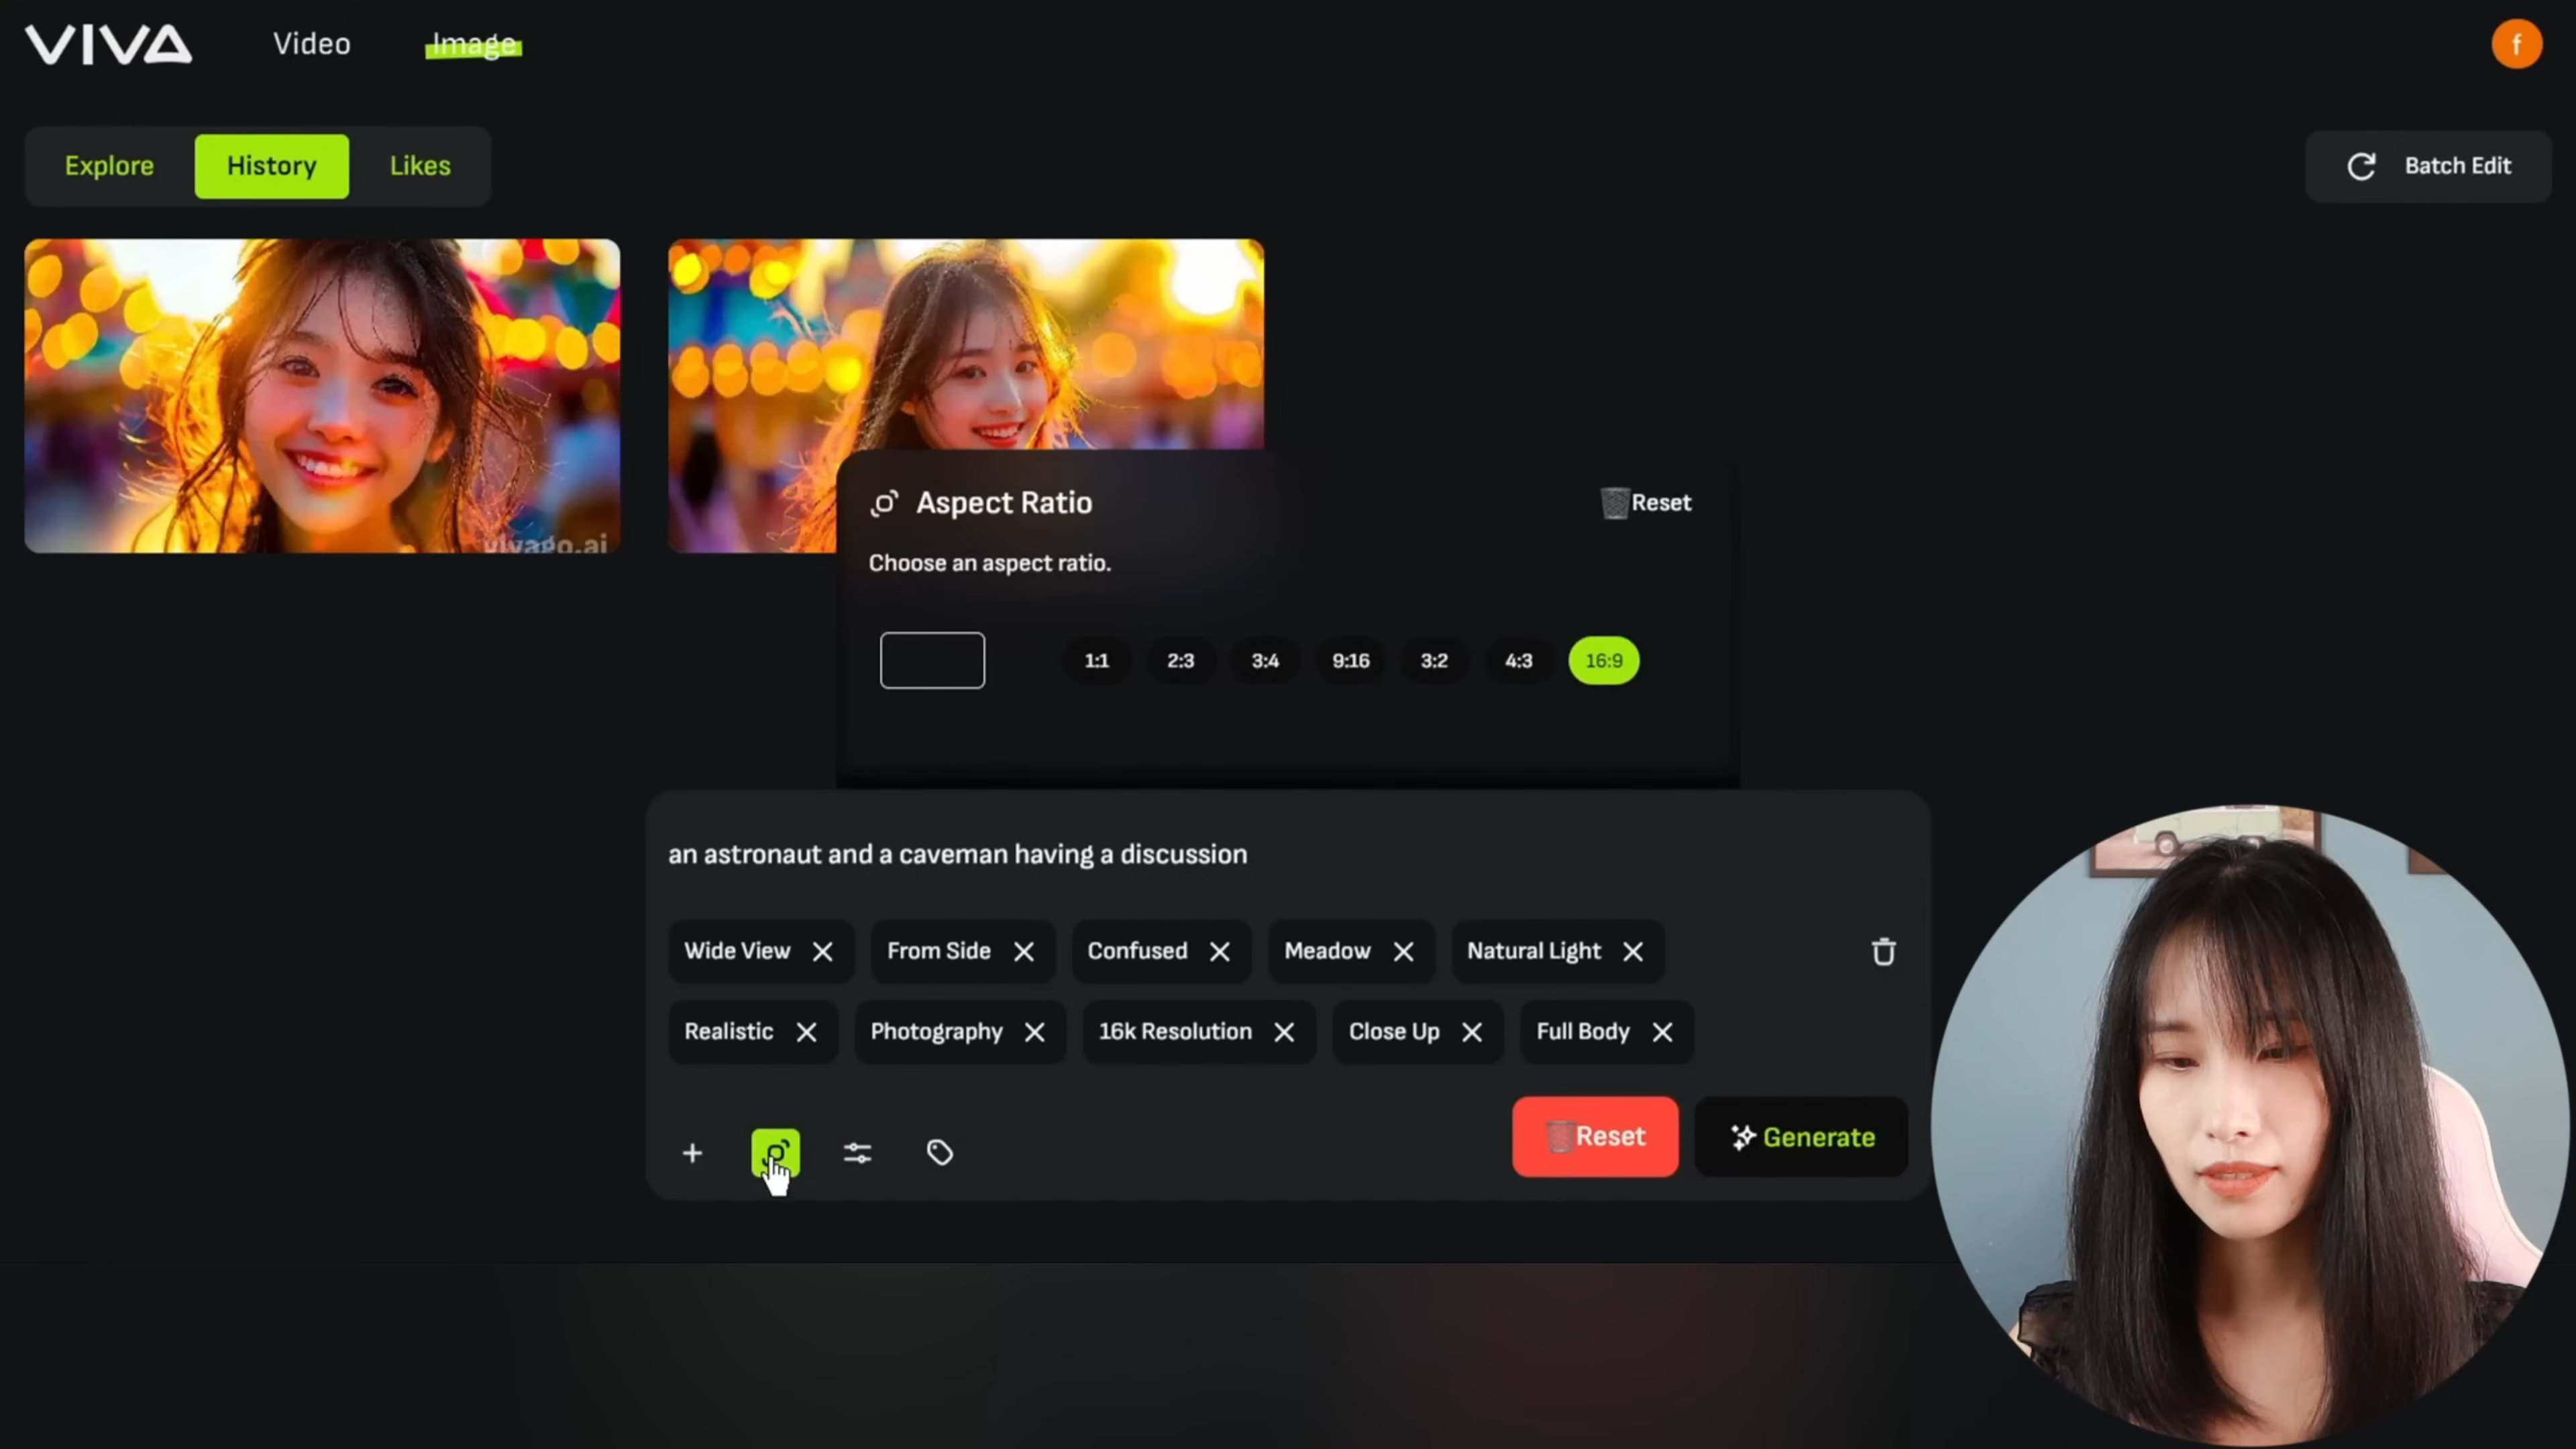 VIVA Video Image f
Explore History Likes Batch Edit
vivago.ai
Aspect Ratio Reset
Choose an aspect ratio.
1:1 2:3 3:4 9:16 3:2 4:3 16:9
an astronaut and a caveman having a discussion
Wide View From Side Confused Meadow Natural Light
Realistic Photography 16k Resolution Close Up Full Body
Reset Generate